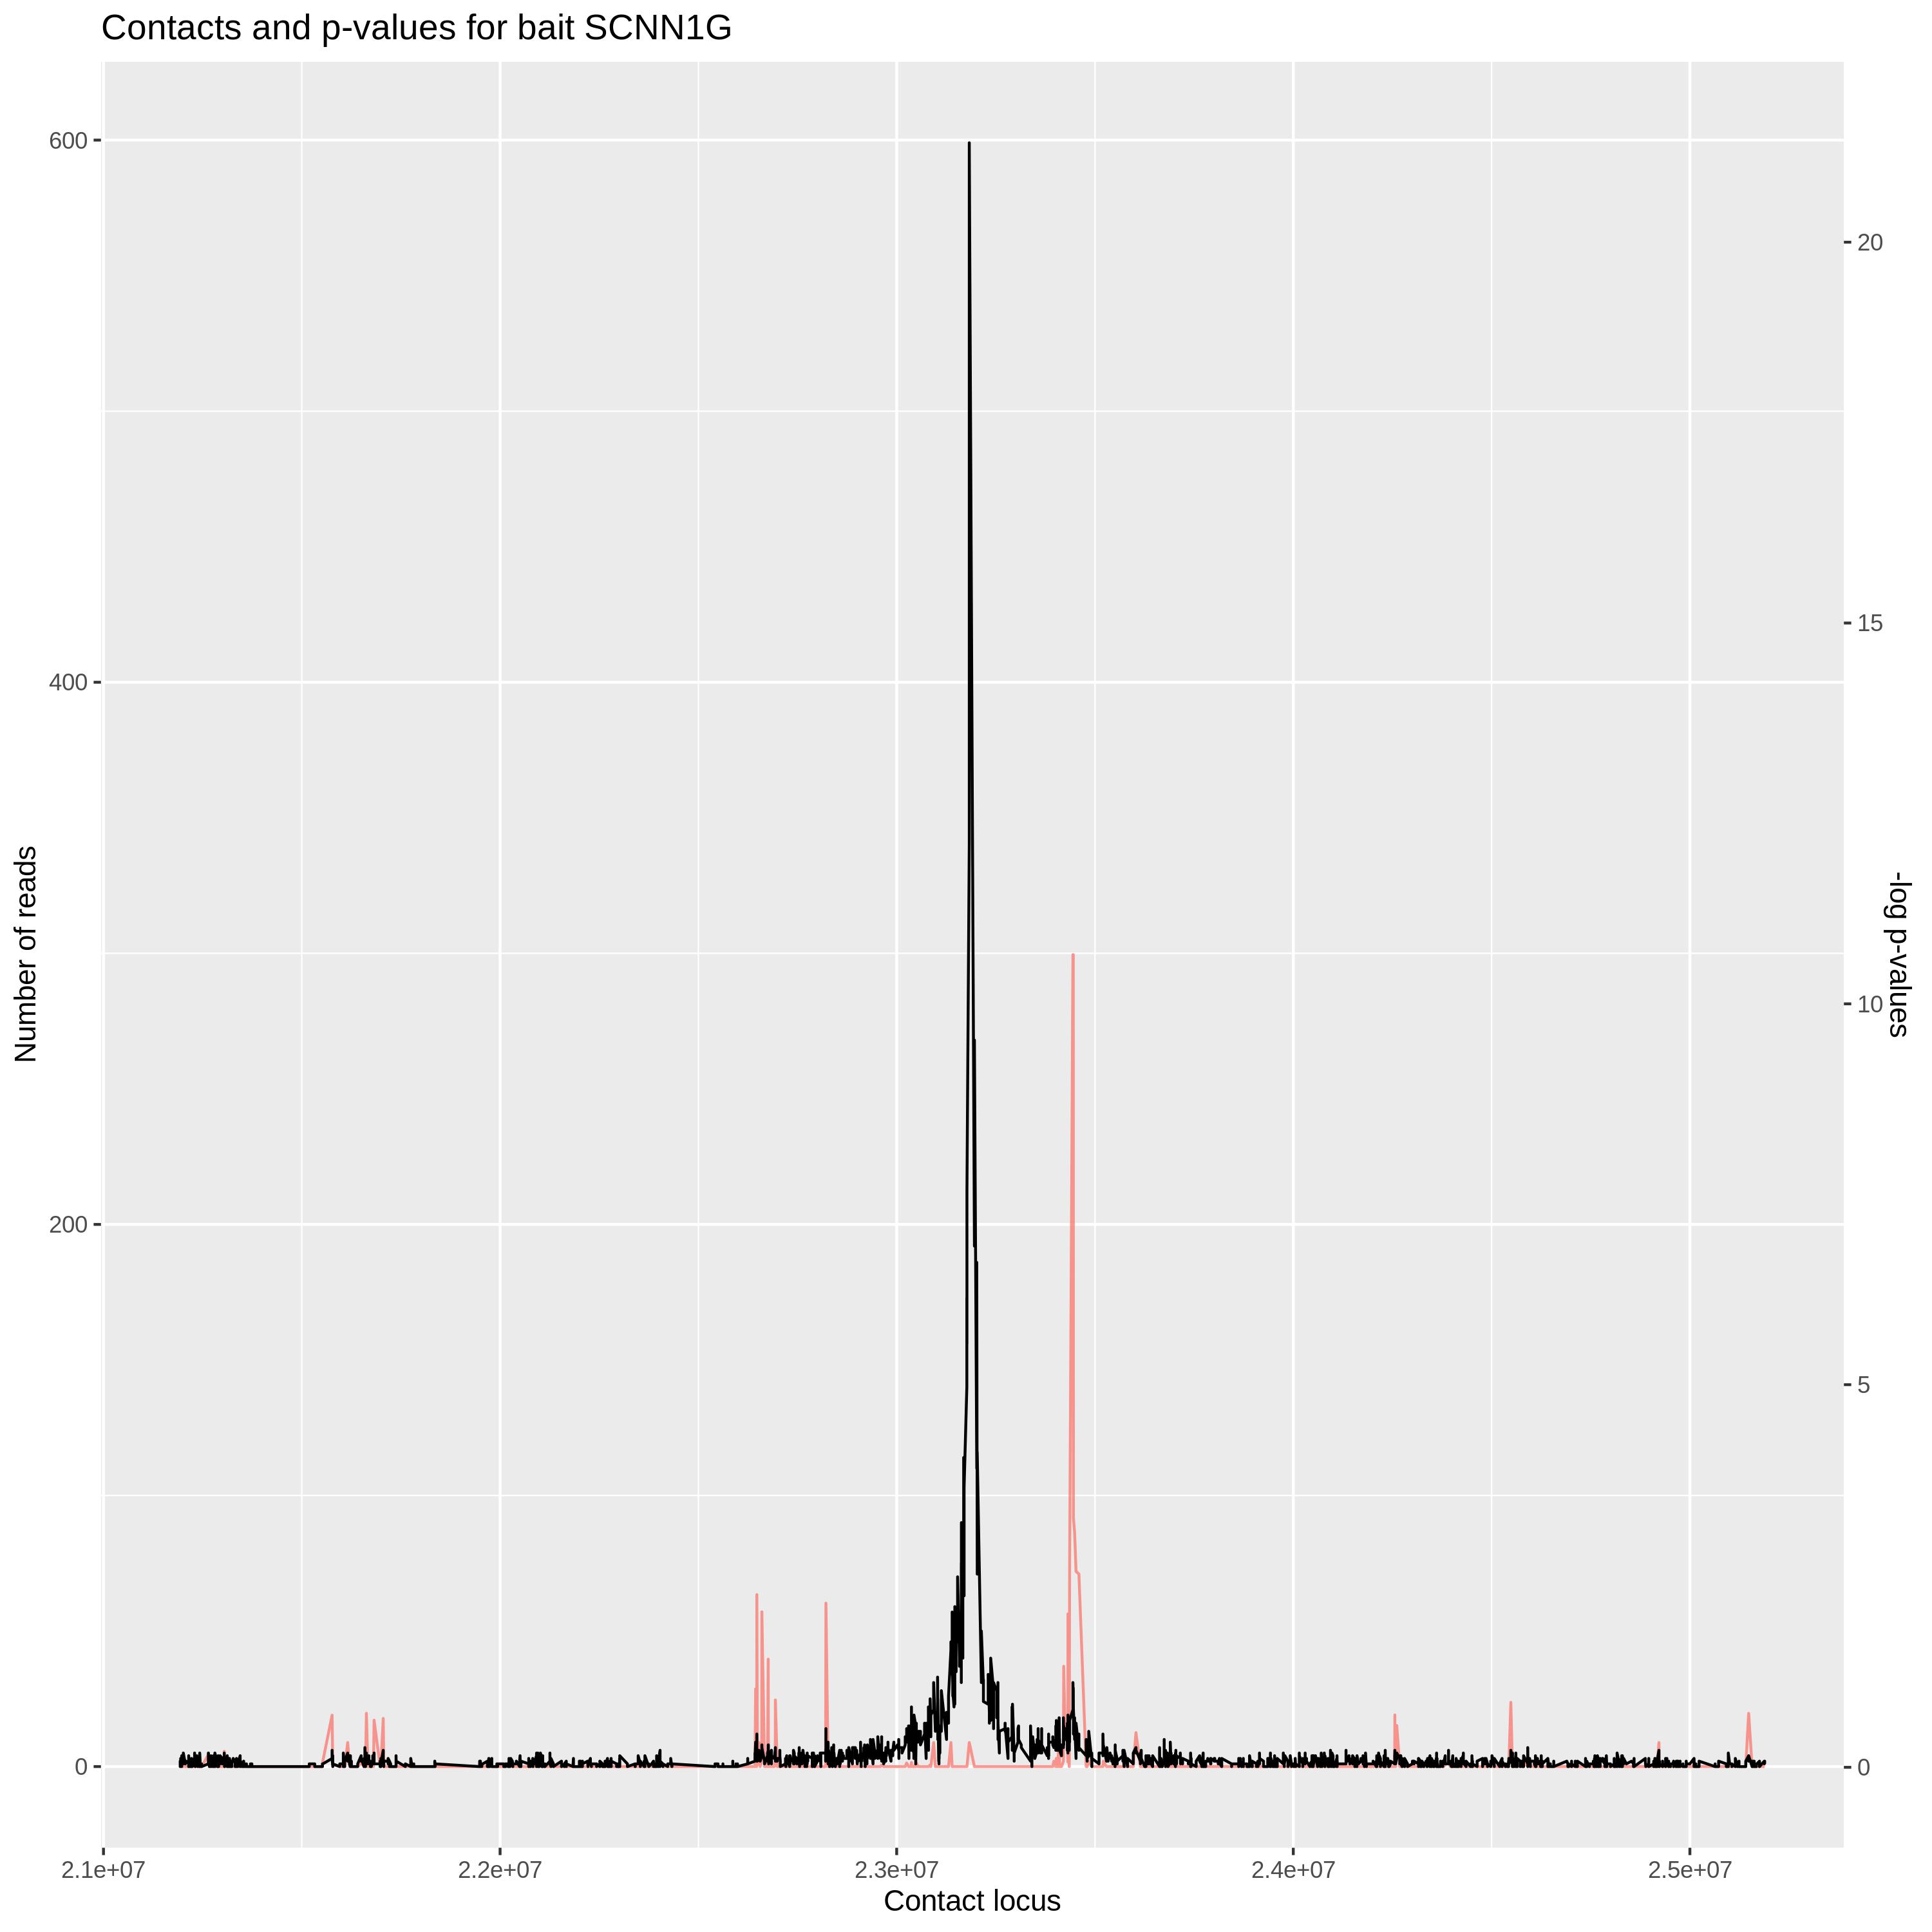 Contacts and p-values for bait SCNN1G
600
400
200
0
Number of reads
20
15
10
5
0
-log p-values
2.1e+07
2.2e+07
2.3e+07
2.4e+07
2.5e+07
Contact locus